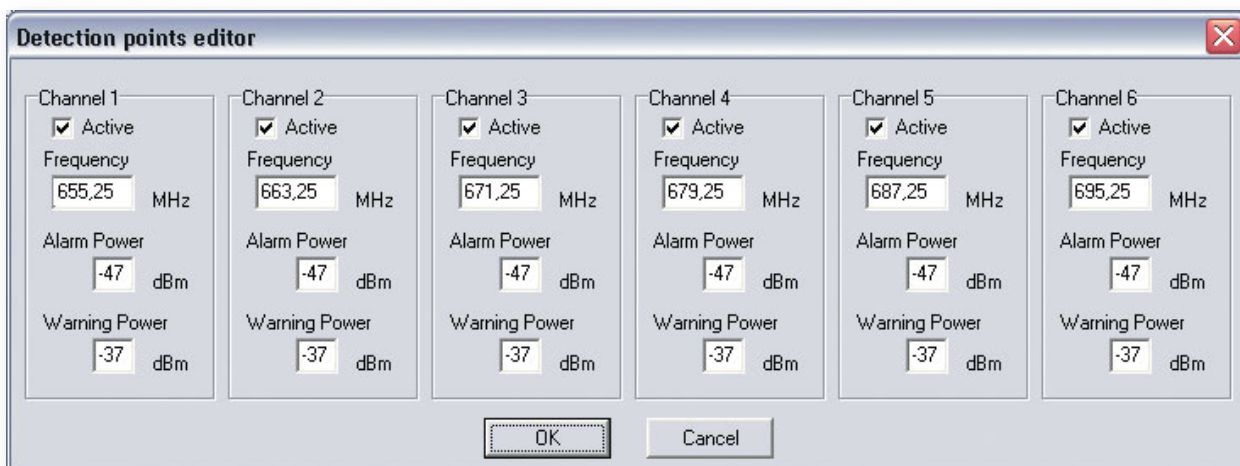 Detection points editor
Channel 1 Channel 2 Channel 3 Channel 4 Channel 5 Channel 6
Active Active Active Active Active Active
Frequency Frequency Frequency Frequency Frequency Frequency
655,25 MHz 663,25 MHz 671,25 MHz 679,25 MHz 687,25 MHz 695,25 MHz
Alarm Power Alarm Power Alarm Power Alarm Power Alarm Power Alarm Power
-47 dBm -47 dBm -47 dBm -47 dBm -47 dBm -47 dBm
Warning Power Warning Power Warning Power Warning Power Warning Power Warning Power
-37 dBm -37 dBm -37 dBm -37 dBm -37 dBm -37 dBm
OK Cancel